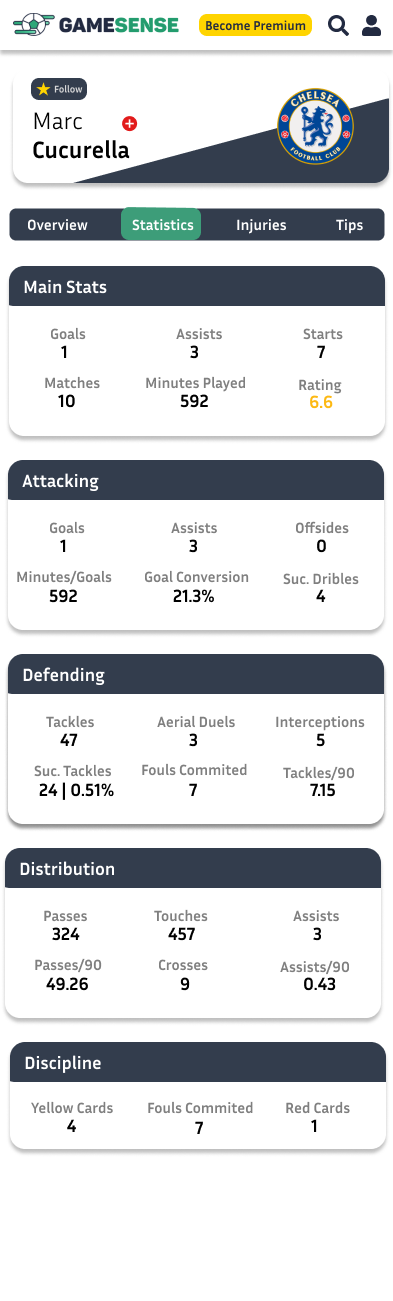 GAMESENSE Become Premium
Follow
Marc
Cucurella
CHELSEA
FOOTBALL CLUB
Overview Statistics Injuries Tips
Main Stats
Goals Assists Starts
1 3 7
Matches Minutes Played Rating
10 592 6.6
Attacking
Goals Assists Offsides
1 3 0
Minutes/Goals Goal Conversion Suc. Dribles
592 21.3% 4
Defending
Tackles Aerial Duels Interceptions
47 3 5
Suc. Tackles Fouls Commited Tackles/90
24 | 0.51% 7 7.15
Distribution
Passes Touches Assists
324 457 3
Passes/90 Crosses Assists/90
49.26 9 0.43
Discipline
Yellow Cards Fouls Commited Red Cards
4 7 1